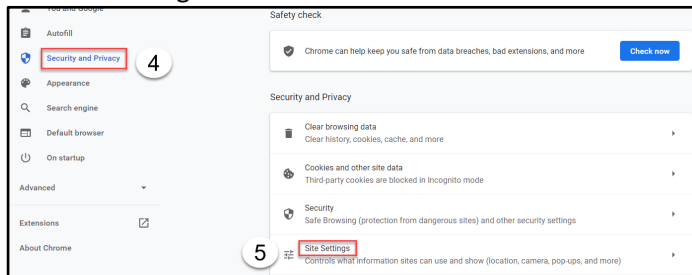 You and Google
Autofill
Security and Privacy
4
Appearance
Search engine
Default browser
On startup
Advanced
Extensions
About Chrome
Safety check
Chrome can help keep you safe from data breaches, bad extensions, and more
Check now
Security and Privacy
Clear browsing data
Clear history, cookies, cache, and more
Cookies and other site data
Third-party cookies are blocked in Incognito mode
Security
Safe Browsing (protection from dangerous sites) and other security settings
5
Site Settings
Controls what information sites can use and show (location, camera, pop-ups, and more)